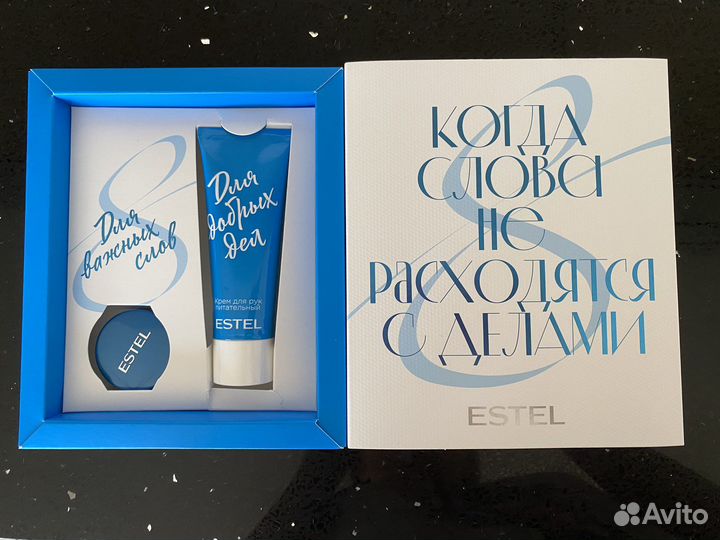 Для
важных
слов
ESTEL
Для
добрых
дел
Крем для рук
питательный
ESTEL
КОГДА
СЛОВА
НЕ
РАСХОДЯТСЯ
С ДЕЛАМИ
ESTEL
Avito